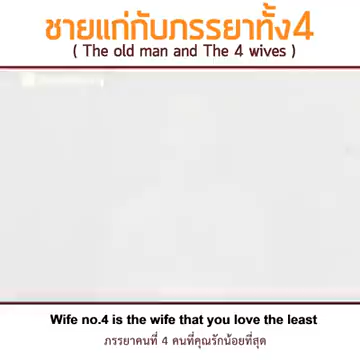 ชายแก่กับภรรยาทั้ง4
( The old man and The 4 wives )
Wife no.4 is the wife that you love the least
ภรรยาคนที่ 4 คนที่คุณรักน้อยที่สุด